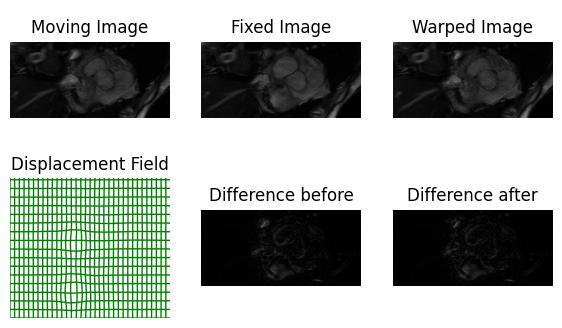 Moving Image
Fixed Image
Warped Image
Displacement Field
Difference before
Difference after